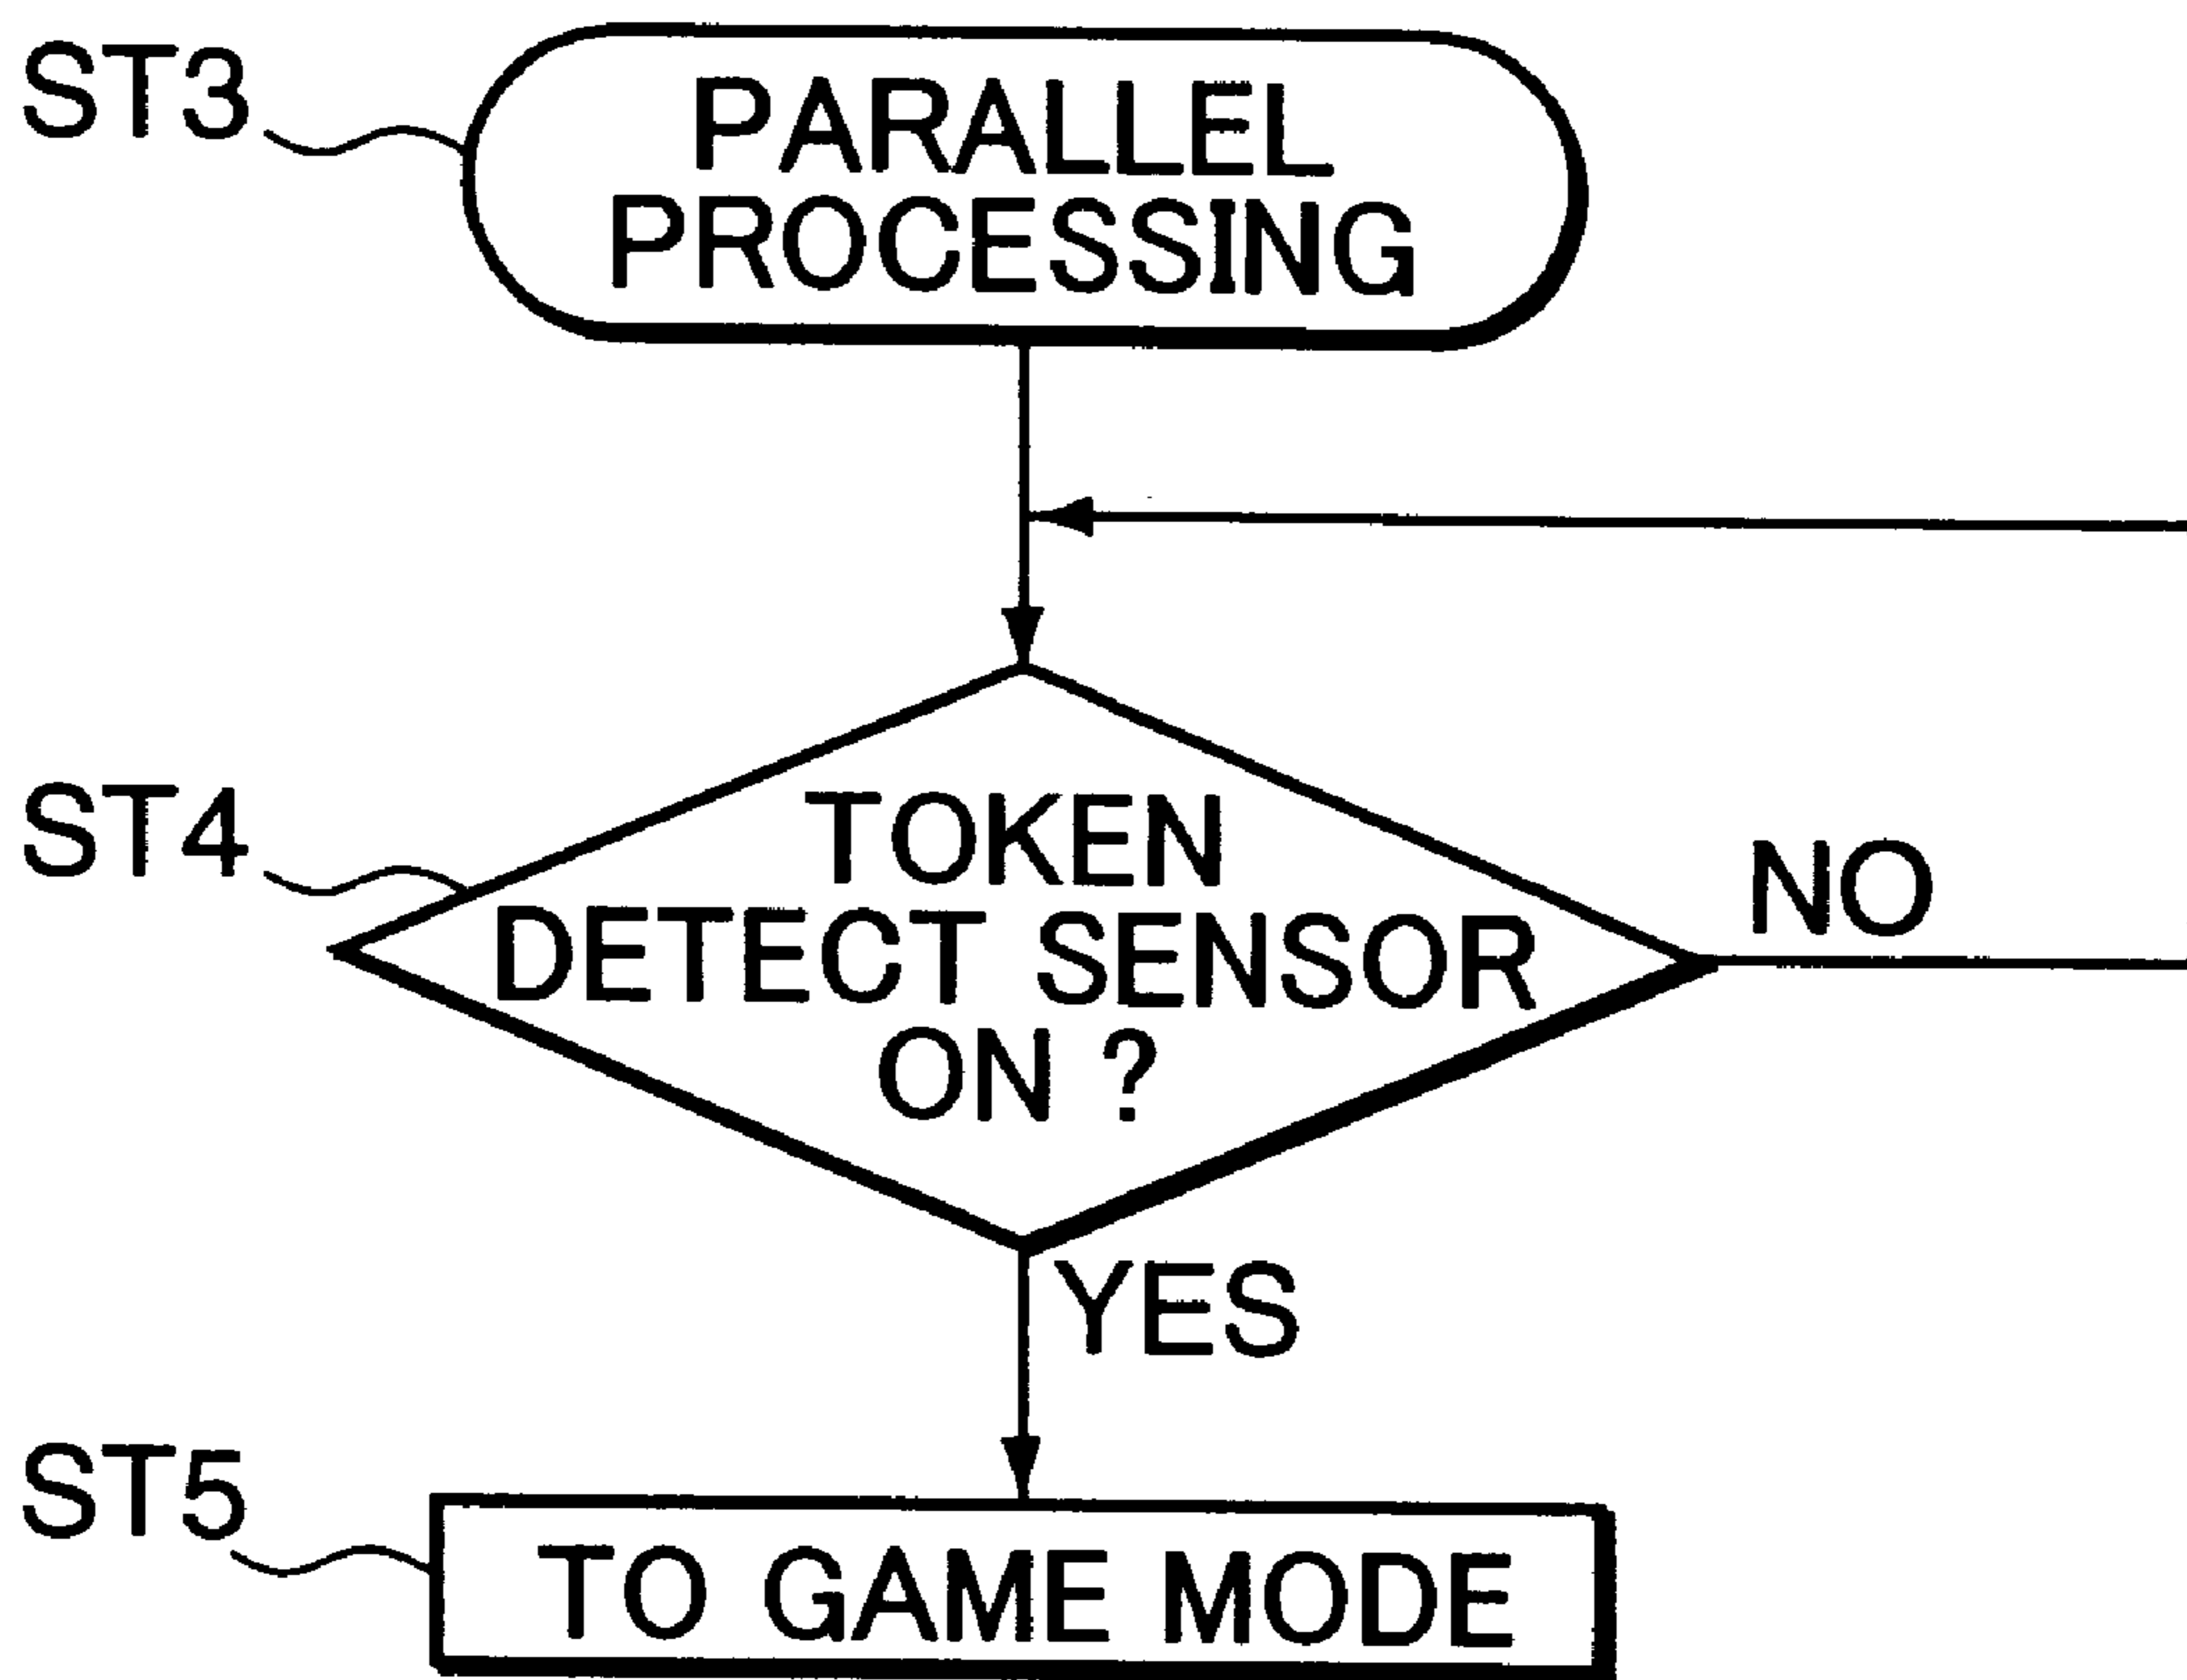 ST3
PARALLEL
PROCESSING
ST4
TOKEN
DETECT SENSOR
ON ?
NO
YES
ST5
TO GAME MODE